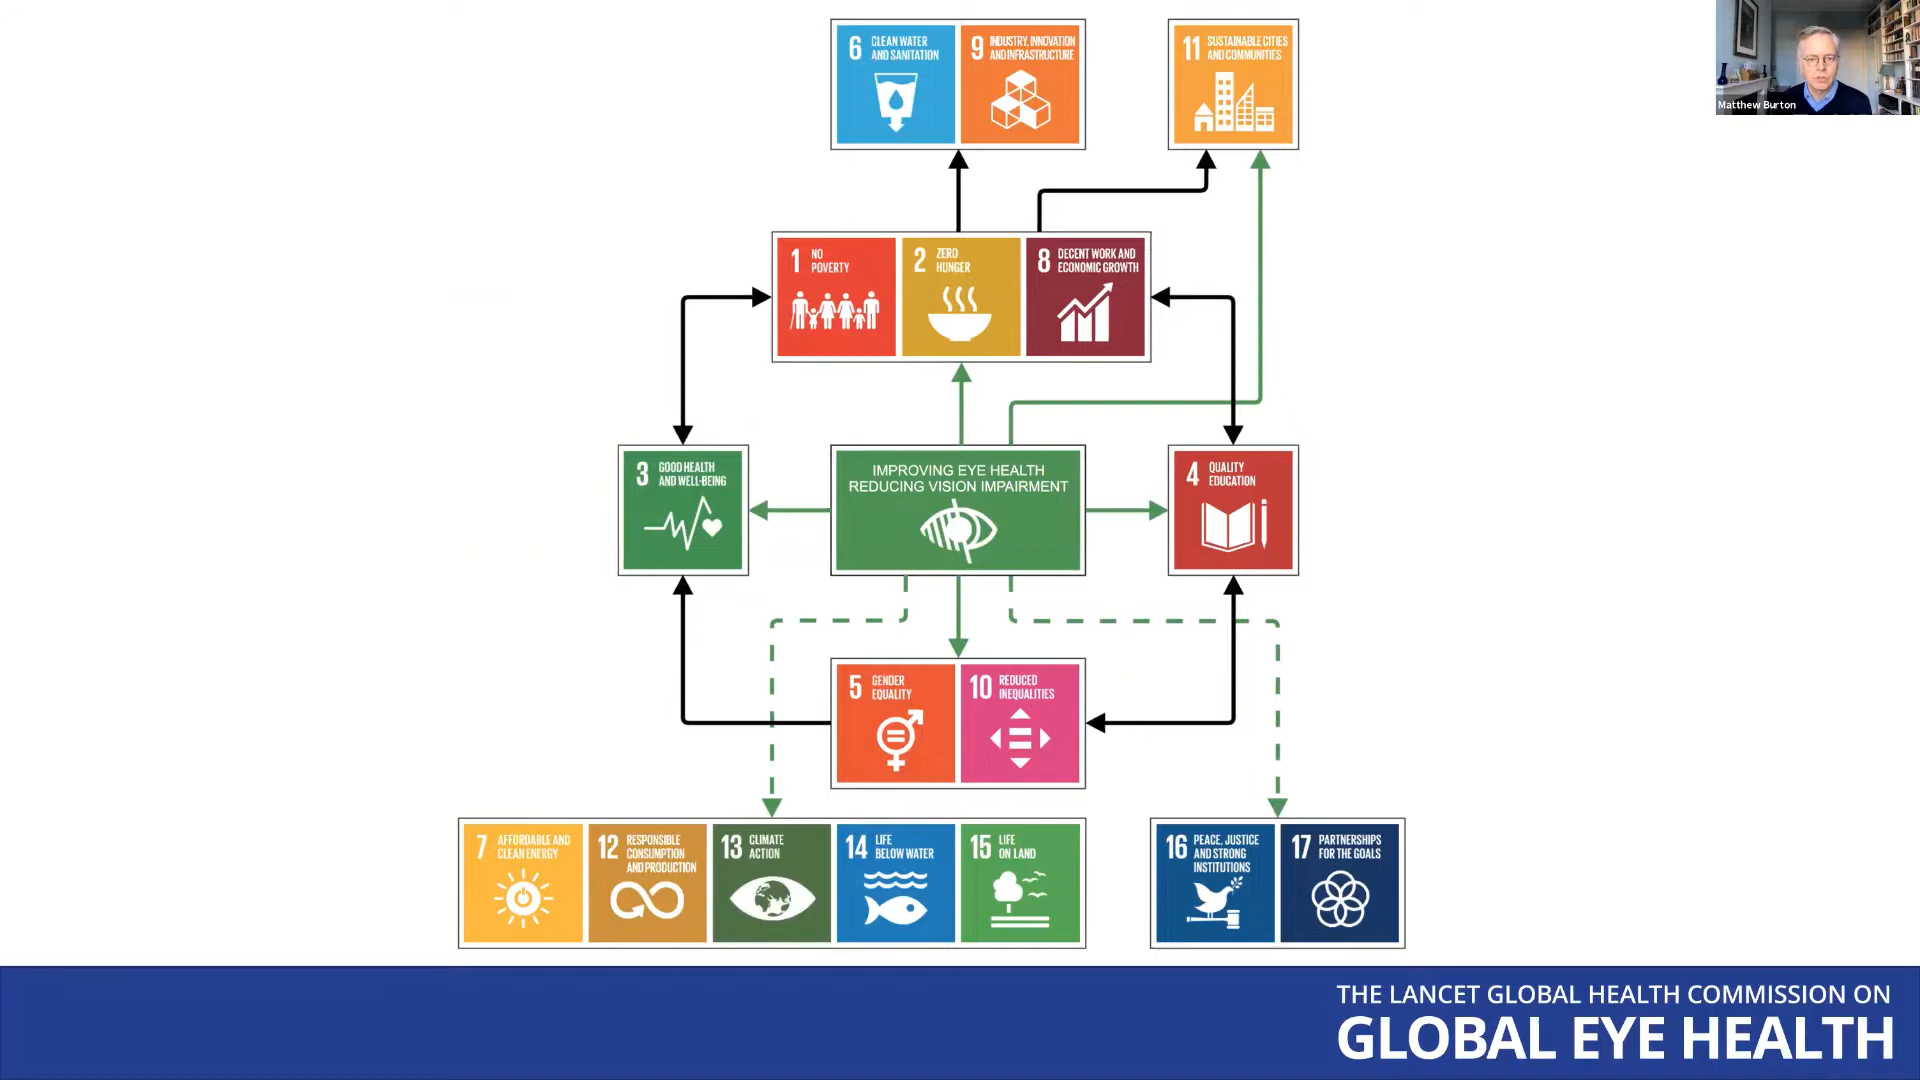 6 CLEAN WATER
AND SANITATION
9 INDUSTRY, INNOVATION
AND INFRASTRUCTURE
11 SUSTAINABLE CITIES
AND COMMUNITIES
Matthew Burton
1 NO
POVERTY
2 ZERO
HUNGER
8 DECENT WORK AND
ECONOMIC GROWTH
3 GOOD HEALTH
AND WELL-BEING
IMPROVING EYE HEALTH
REDUCING VISION IMPAIRMENT
4 QUALITY
EDUCATION
5 GENDER
EQUALITY
10 REDUCED
INEQUALITIES
7 AFFORDABLE AND
CLEAN ENERGY
12 RESPONSIBLE
CONSUMPTION
AND PRODUCTION
13 CLIMATE
ACTION
14 LIFE
BELOW WATER
15 LIFE
ON LAND
16 PEACE, JUSTICE
AND STRONG
INSTITUTIONS
17 PARTNERSHIPS
FOR THE GOALS
THE LANCET GLOBAL HEALTH COMMISSION ON
GLOBAL EYE HEALTH